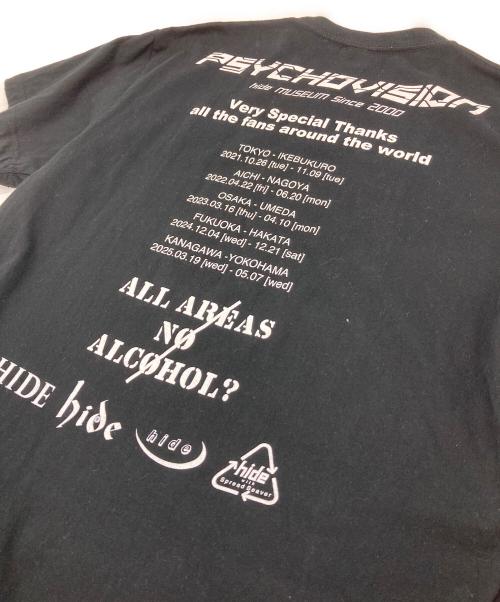 PSYCHOVISION
hide MUSEUM Since 2000
Very Special Thanks
all the fans around the world
TOKYO - IKEBUKURO
2021.10.26 [tue] - 11.09 [tue]
AICHI - NAGOYA
2022.04.22 [fri] - 06.20 [mon]
OSAKA - UMEDA
2023.03.16 [thu] - 04.10 [mon]
FUKUOKA - HAKATA
2024.12.04 [wed] - 12.21 [sat]
KANAGAWA -YOKOHAMA
2025.03.19 [wed] - 05.07 [wed]
ALL AREAS
NO
ALCOHOL?
HIDE hide hide hide
with
Spread Beaver